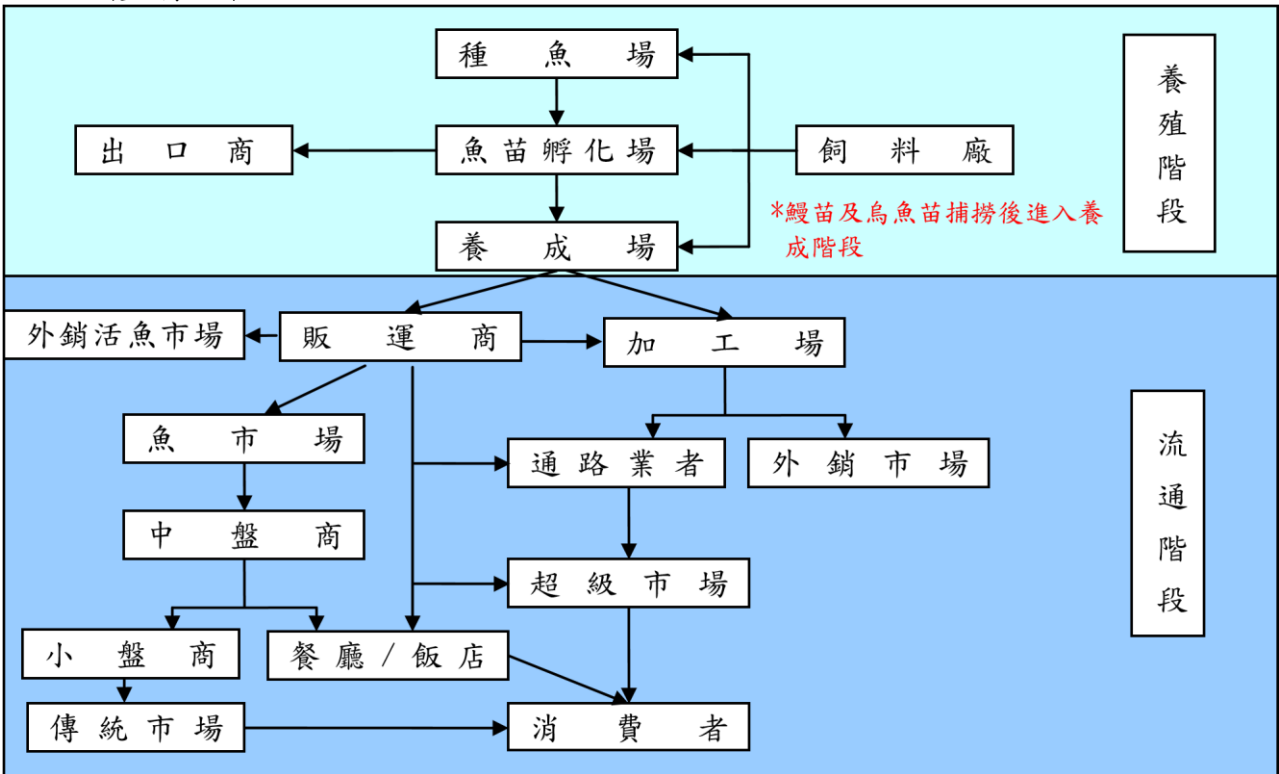 種魚場
養殖階段
出口商
魚苗孵化場
飼料廠
*鰻苗及烏魚苗捕撈後進入養
成階段
養成場
外銷活魚市場
販運商
加工場
流通階段
魚市場
通路業者
外銷市場
中盤商
超級市場
小盤商
餐廳/飯店
傳統市場
消費者